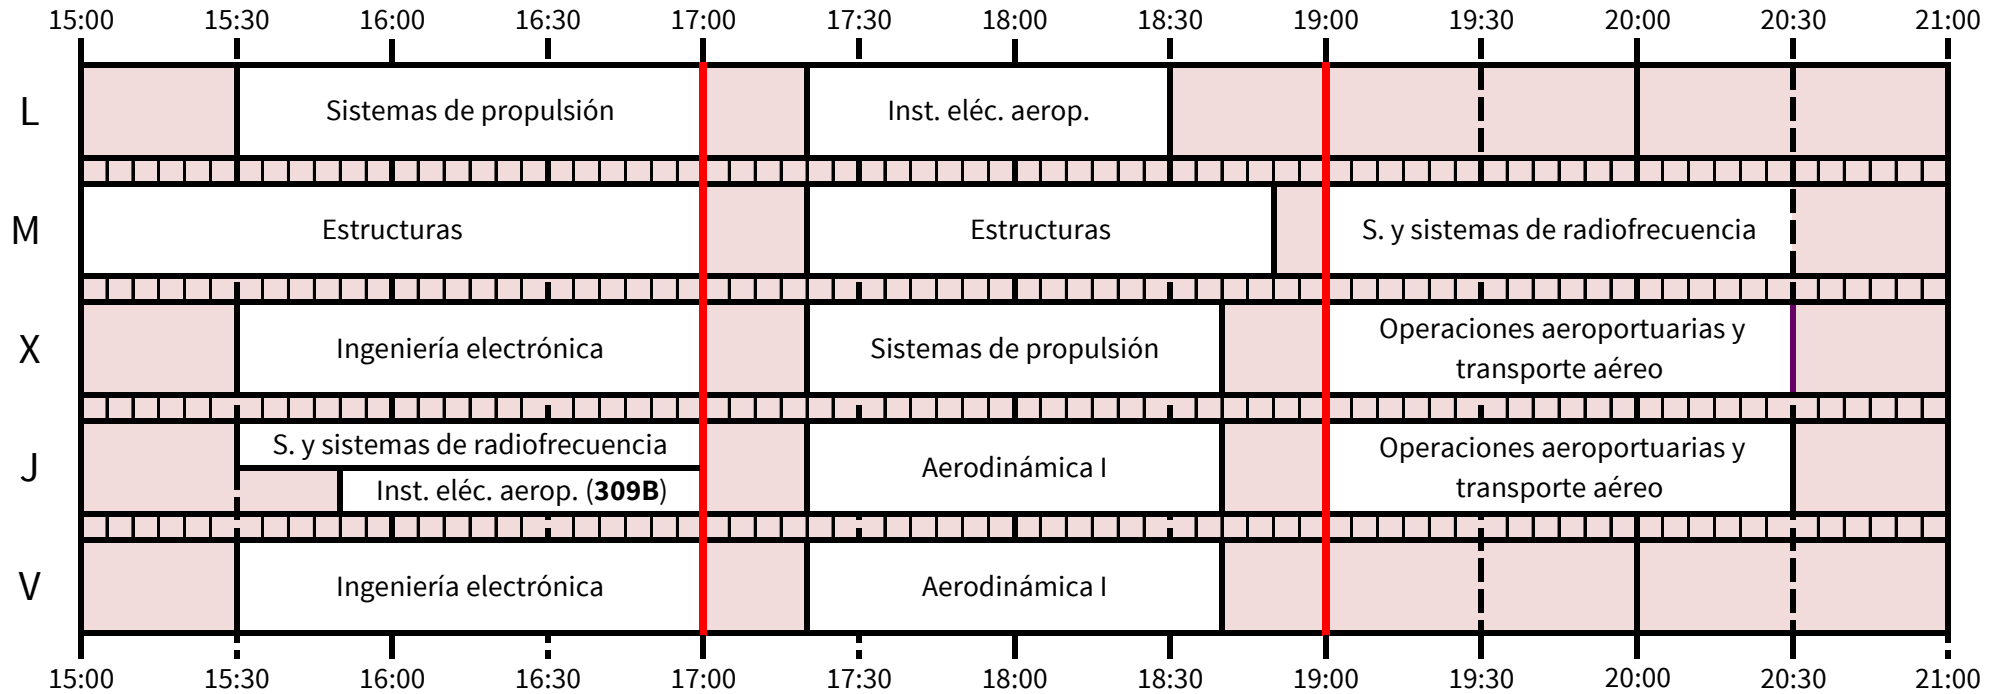 15:00 15:30 16:00 16:30 17:00 17:30 18:00 18:30 19:00 19:30 20:00 20:30 21:00
L Sistemas de propulsión Inst. eléc. aerop.
M Estructuras Estructuras S. y sistemas de radiofrecuencia
X Ingeniería electrónica Sistemas de propulsión Operaciones aeroportuarias y
transporte aéreo
J S. y sistemas de radiofrecuencia
Inst. eléc. aerop. (309B)
Aerodinámica I
Operaciones aeroportuarias y
transporte aéreo
V Ingeniería electrónica Aerodinámica I
15:00 15:30 16:00 16:30 17:00 17:30 18:00 18:30 19:00 19:30 20:00 20:30 21:00